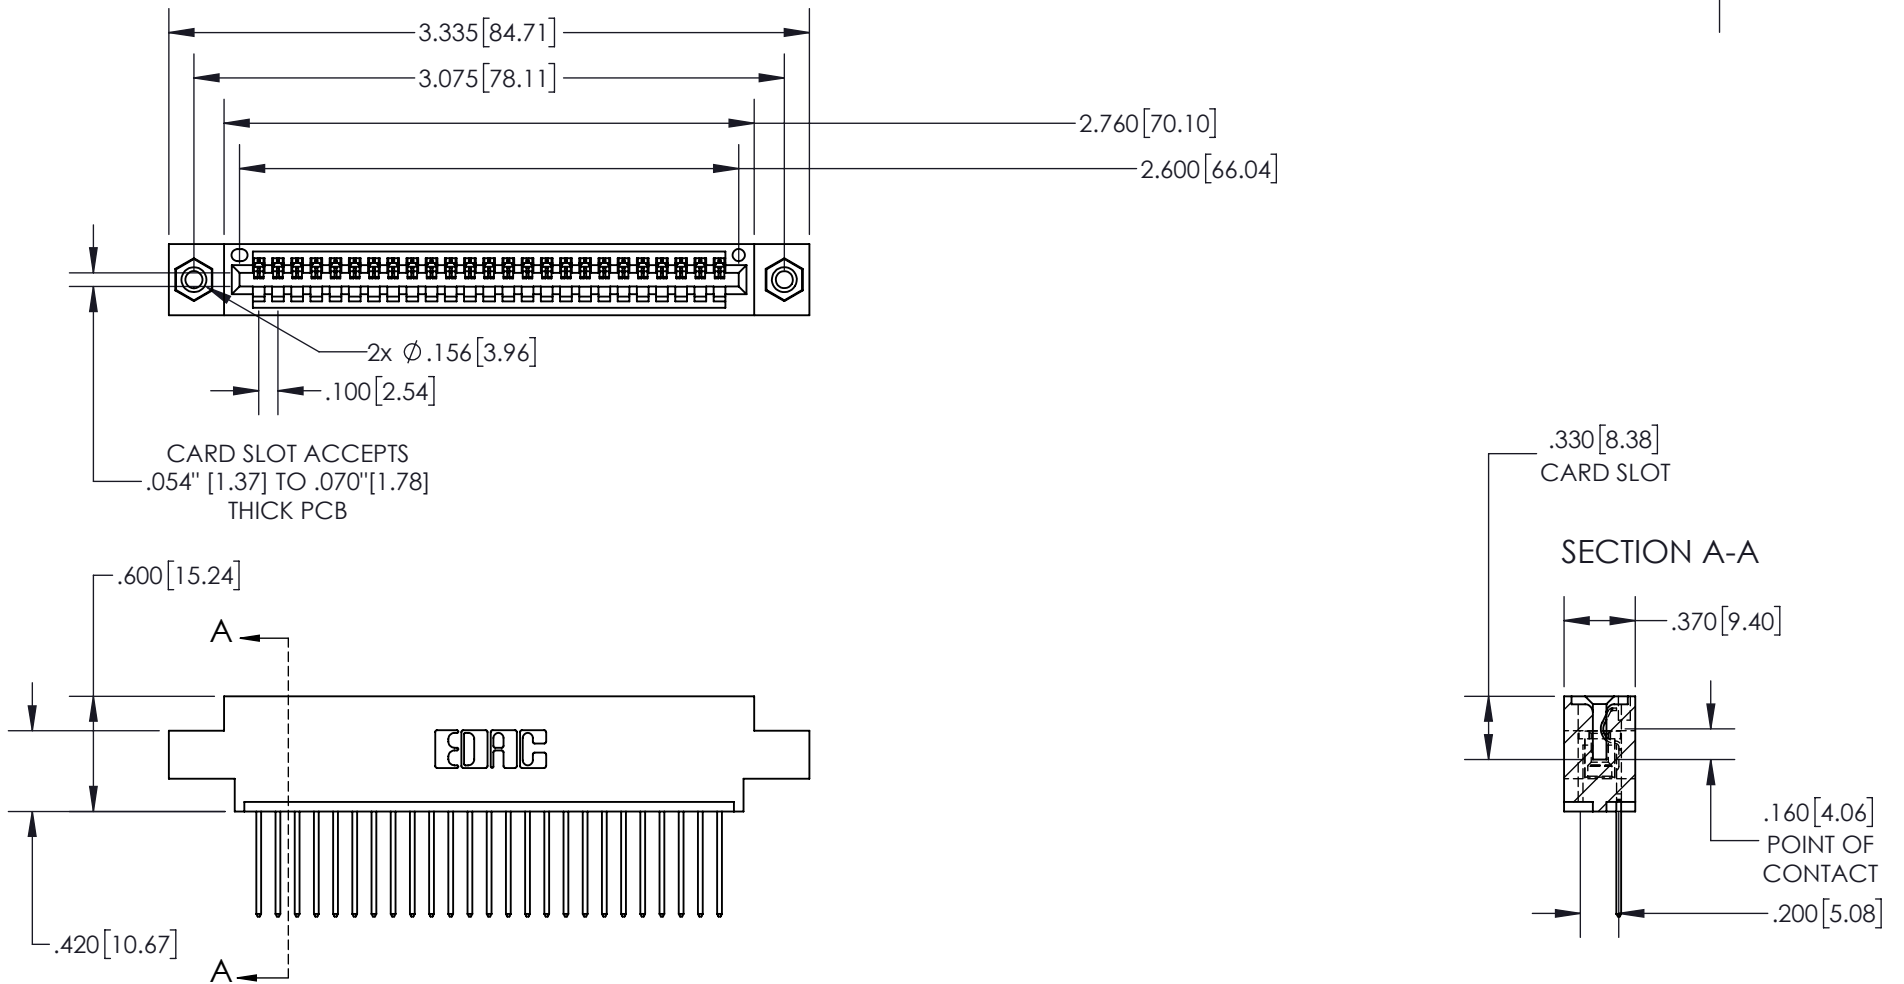 3.335[84.71]
3.075[78.11]
2.760[70.10]
2.600[66.04]
2x Ø.156[3.96]
.100[2.54]
CARD SLOT ACCEPTS
.054" [1.37] TO .070"[1.78]
THICK PCB
.330[8.38]
CARD SLOT
SECTION A-A
.600[15.24]
A
.370[9.40]
EDAC
.160[4.06]
POINT OF
CONTACT
.200[5.08]
.420[10.67]
A